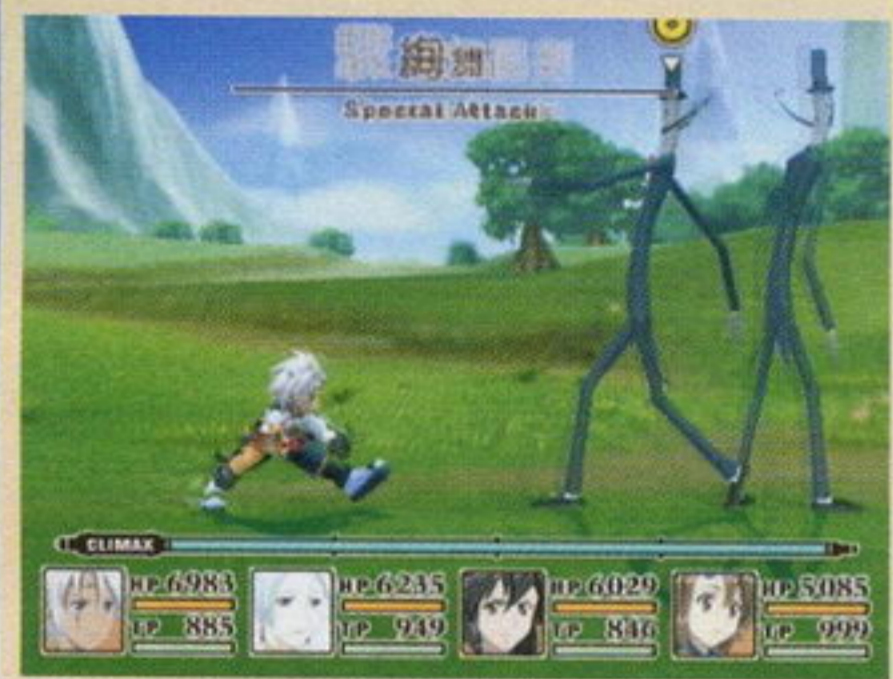 Special Attack
CLIMAX
HP 6983 HP 6235 HP 6029 HP 5085
TP 885 TP 949 TP 846 TP 999